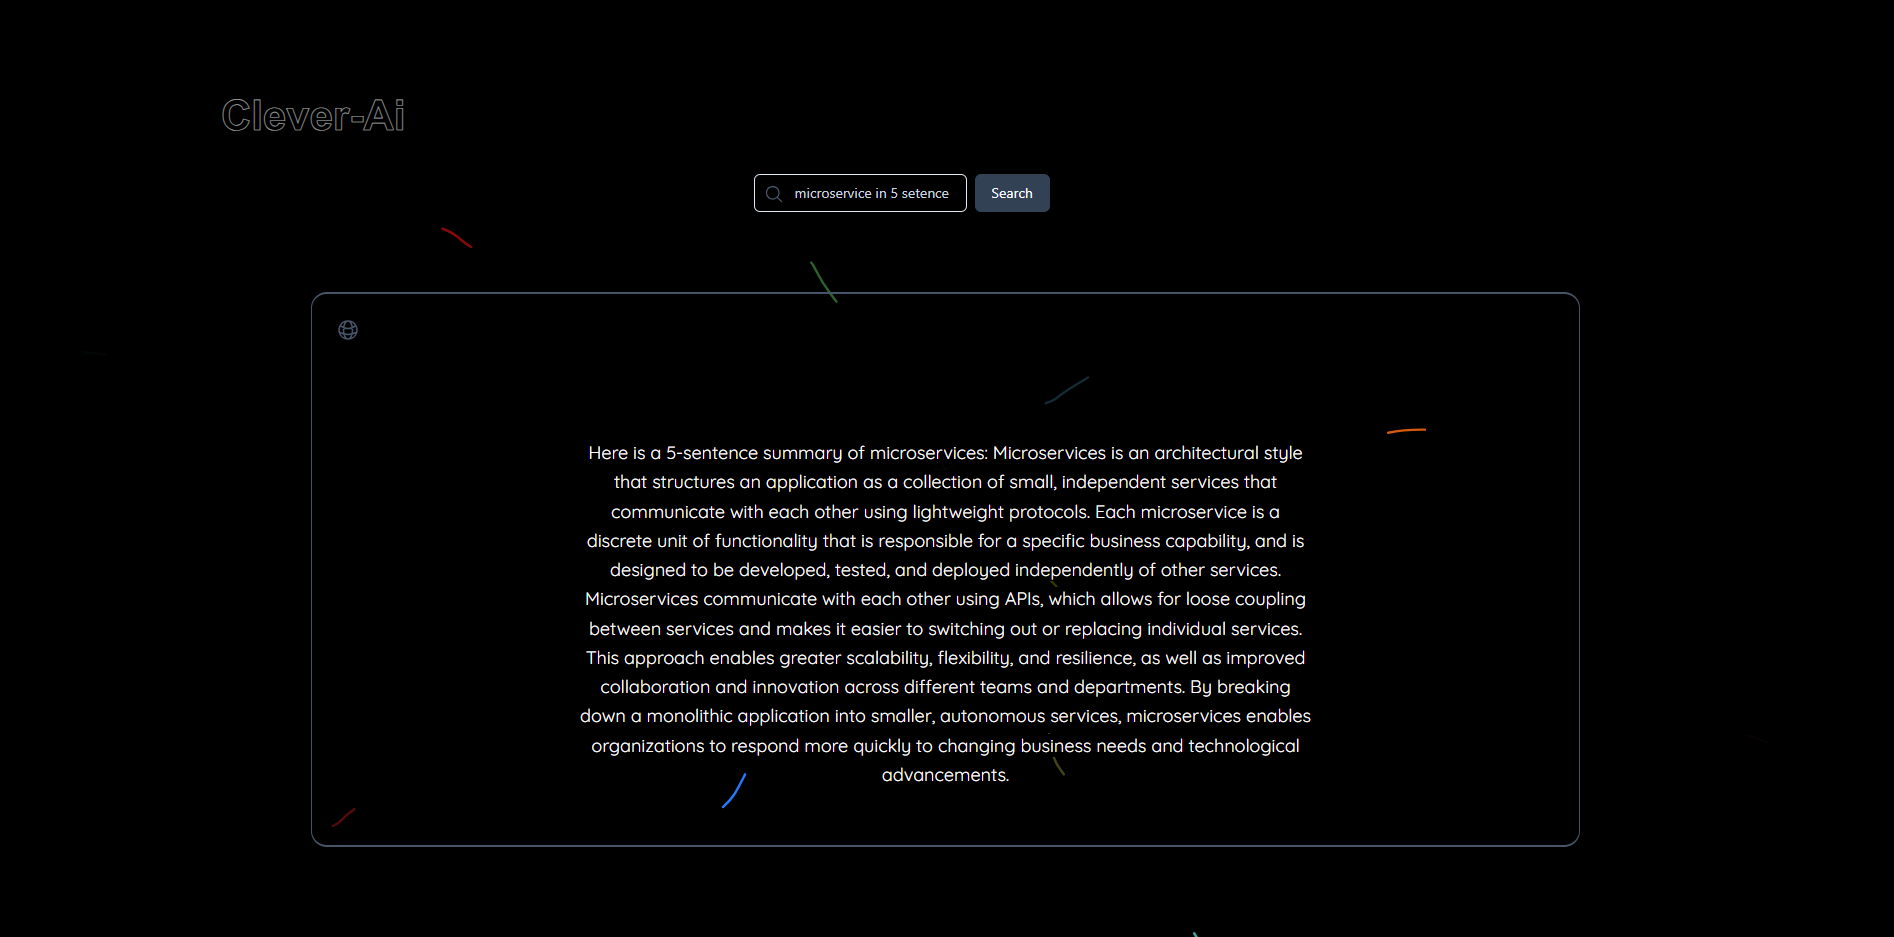 Clever-Ai
microservice in 5 setence
Search
Here is a 5-sentence summary of microservices: Microservices is an architectural style
that structures an application as a collection of small, independent services that
communicate with each other using lightweight protocols. Each microservice is a
discrete unit of functionality that is responsible for a specific business capability, and is
designed to be developed, tested, and deployed independently of other services.
Microservices communicate with each other using APIs, which allows for loose coupling
between services and makes it easier to switching out or replacing individual services.
This approach enables greater scalability, flexibility, and resilience, as well as improved
collaboration and innovation across different teams and departments. By breaking
down a monolithic application into smaller, autonomous services, microservices enables
organizations to respond more quickly to changing business needs and technological
advancements.